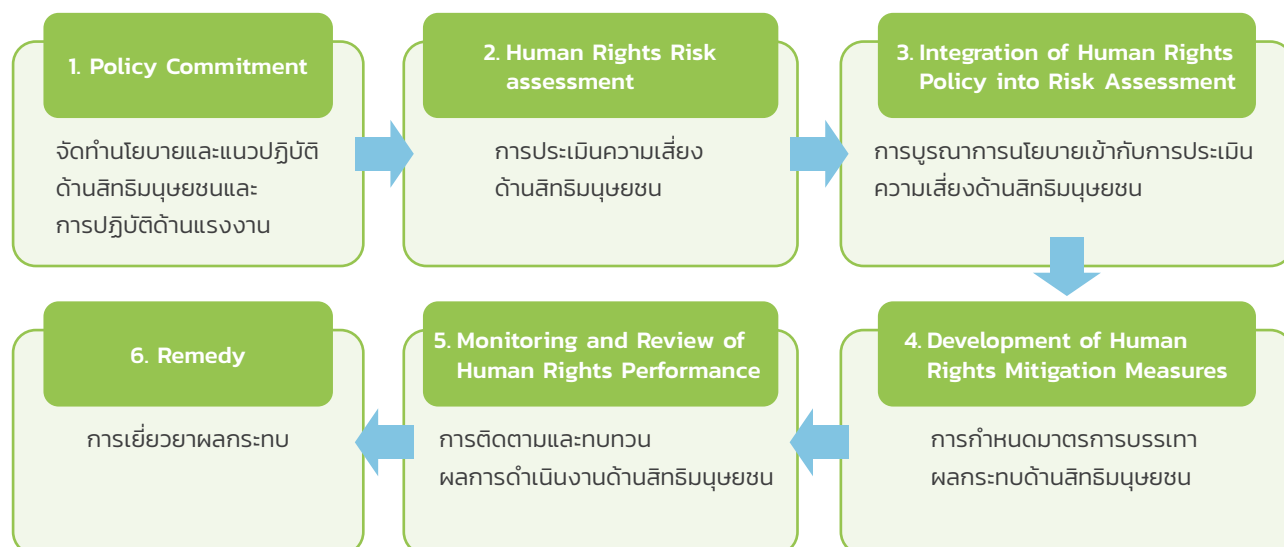 1. Policy Commitment
จัดทำนโยบายและแนวปฏิบัติ
ด้านสิทธิมนุษยชนและ
การปฏิบัติด้านแรงงาน
2. Human Rights Risk
assessment
การประเมินความเสี่ยง
ด้านสิทธิมนุษยชน
3. Integration of Human Rights
Policy into Risk Assessment
การบูรณาการนโยบายเข้ากับการประเมิน
ความเสี่ยงด้านสิทธิมนุษยชน
4. Development of Human
Rights Mitigation Measures
การกำหนดมาตรการบรรเทา
ผลกระทบด้านสิทธิมนุษยชน
5. Monitoring and Review of
Human Rights Performance
การติดตามและทบทวน
ผลการดำเนินงานด้านสิทธิมนุษยชน
6. Remedy
การเยี่ยวยาผลกระทบ